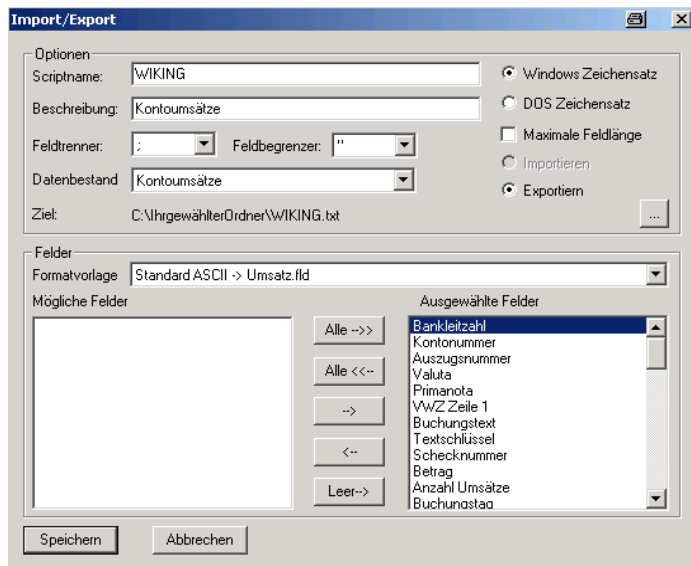 Import/Export
Optionen
Scriptname: WIKING
Beschreibung: Kontoumsätze
Feldtrenner: ; Feldbegrenzer: "
Datenbestand Kontoumsätze
Ziel: C:\IhrgewählterOrdner\WIKING.txt
Windows Zeichensatz
DOS Zeichensatz
Maximale Feldlänge
Importieren
Exportiern
...
Felder
Formatvorlage Standard ASCII -> Umsatz.fld
Mögliche Felder
Alle -->>
Alle <<--
-->
<--
Leer-->
Ausgewählte Felder
Bankleitzahl
Kontonummer
Auszugsnummer
Valuta
Primanota
VWZ Zeile 1
Buchungstext
Textschlüssel
Schecknummer
Betrag
Anzahl Umsätze
Buchungstag
Speichern Abbrechen